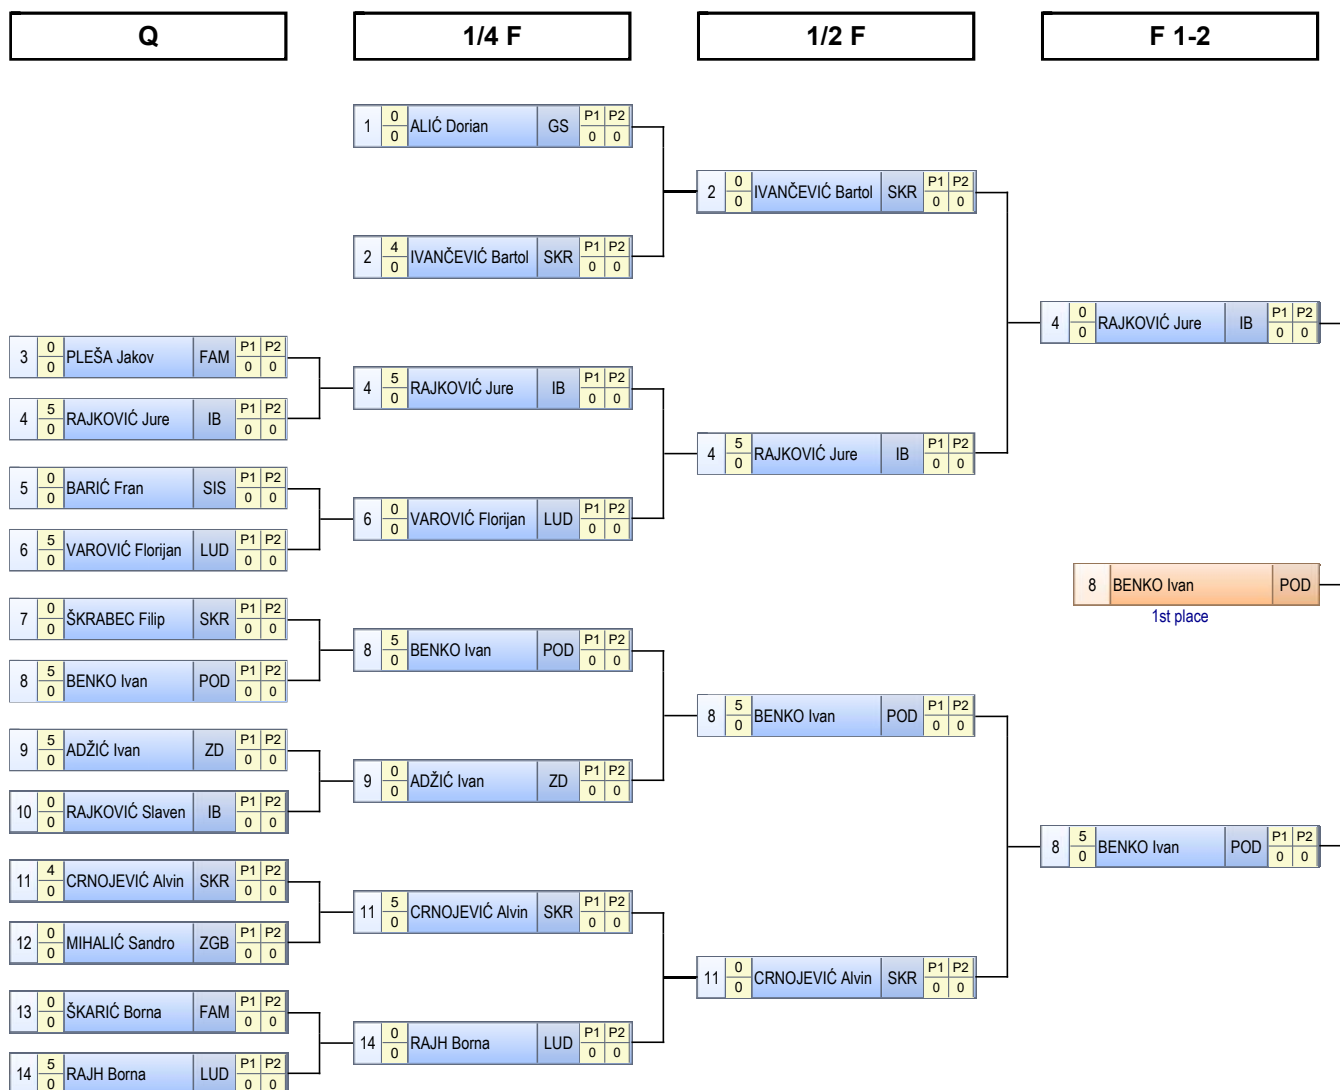 Q
1/4 F
1/2 F
F 1-2
1 0 0 ALIĆ Dorian GS P1 P2 0 0
2 4 0 IVANČEVIĆ Bartol SKR P1 P2 0 0
3 0 0 PLEŠA Jakov FAM P1 P2 0 0
4 5 0 RAJKOVIĆ Jure IB P1 P2 0 0
5 0 0 BARIĆ Fran SIS P1 P2 0 0
6 5 0 VAROVIĆ Florijan LUD P1 P2 0 0
7 0 0 ŠKRABEC Filip SKR P1 P2 0 0
8 5 0 BENKO Ivan POD P1 P2 0 0
9 5 0 ADŽIĆ Ivan ZD P1 P2 0 0
10 0 0 RAJKOVIĆ Slaven IB P1 P2 0 0
11 4 0 CRNOJEVIĆ Alvin SKR P1 P2 0 0
12 0 0 MIHALIĆ Sandro ZGB P1 P2 0 0
13 0 0 ŠKARIĆ Borna FAM P1 P2 0 0
14 5 0 RAJH Borna LUD P1 P2 0 0
4 5 0 RAJKOVIĆ Jure IB P1 P2 0 0
6 0 0 VAROVIĆ Florijan LUD P1 P2 0 0
8 5 0 BENKO Ivan POD P1 P2 0 0
9 0 0 ADŽIĆ Ivan ZD P1 P2 0 0
11 5 0 CRNOJEVIĆ Alvin SKR P1 P2 0 0
14 0 0 RAJH Borna LUD P1 P2 0 0
2 0 0 IVANČEVIĆ Bartol SKR P1 P2 0 0
4 5 0 RAJKOVIĆ Jure IB P1 P2 0 0
8 5 0 BENKO Ivan POD P1 P2 0 0
11 0 0 CRNOJEVIĆ Alvin SKR P1 P2 0 0
4 0 0 RAJKOVIĆ Jure IB P1 P2 0 0
8 BENKO Ivan POD
1st place
8 5 0 BENKO Ivan POD P1 P2 0 0